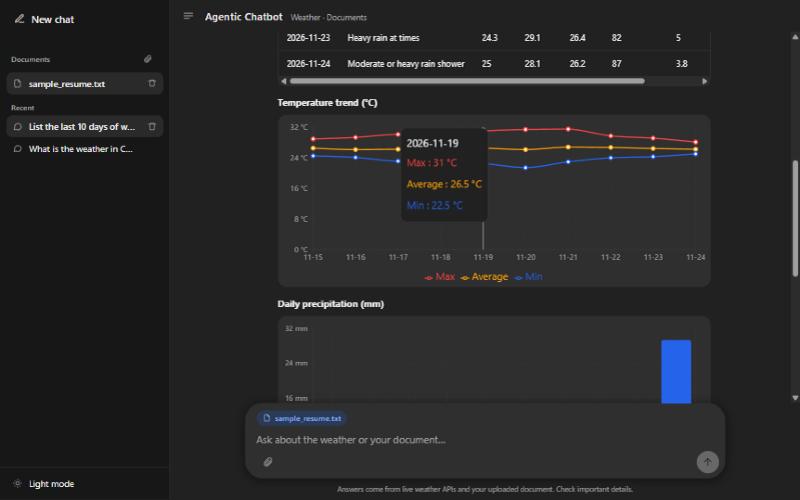 New chat
Documents
sample_resume.txt
Recent
List the last 10 days of w...
What is the weather in C...
Light mode
Agentic Chatbot Weather · Documents
2026-11-23 Heavy rain at times 24.3 29.1 26.4 82 5
2026-11-24 Moderate or heavy rain shower 25 28.1 26.2 87 3.8
Temperature trend (°C)
32 °C
24 °C
16 °C
8 °C
0 °C
2026-11-19
Max : 31 °C
Average : 26.5 °C
Min : 22.5 °C
11-15 11-16 11-17 11-18 11-19 11-20 11-21 11-22 11-23 11-24
Max Average Min
Daily precipitation (mm)
32 mm
24 mm
16 mm
sample_resume.txt
Ask about the weather or your document...
Answers come from live weather APIs and your uploaded document. Check important details.